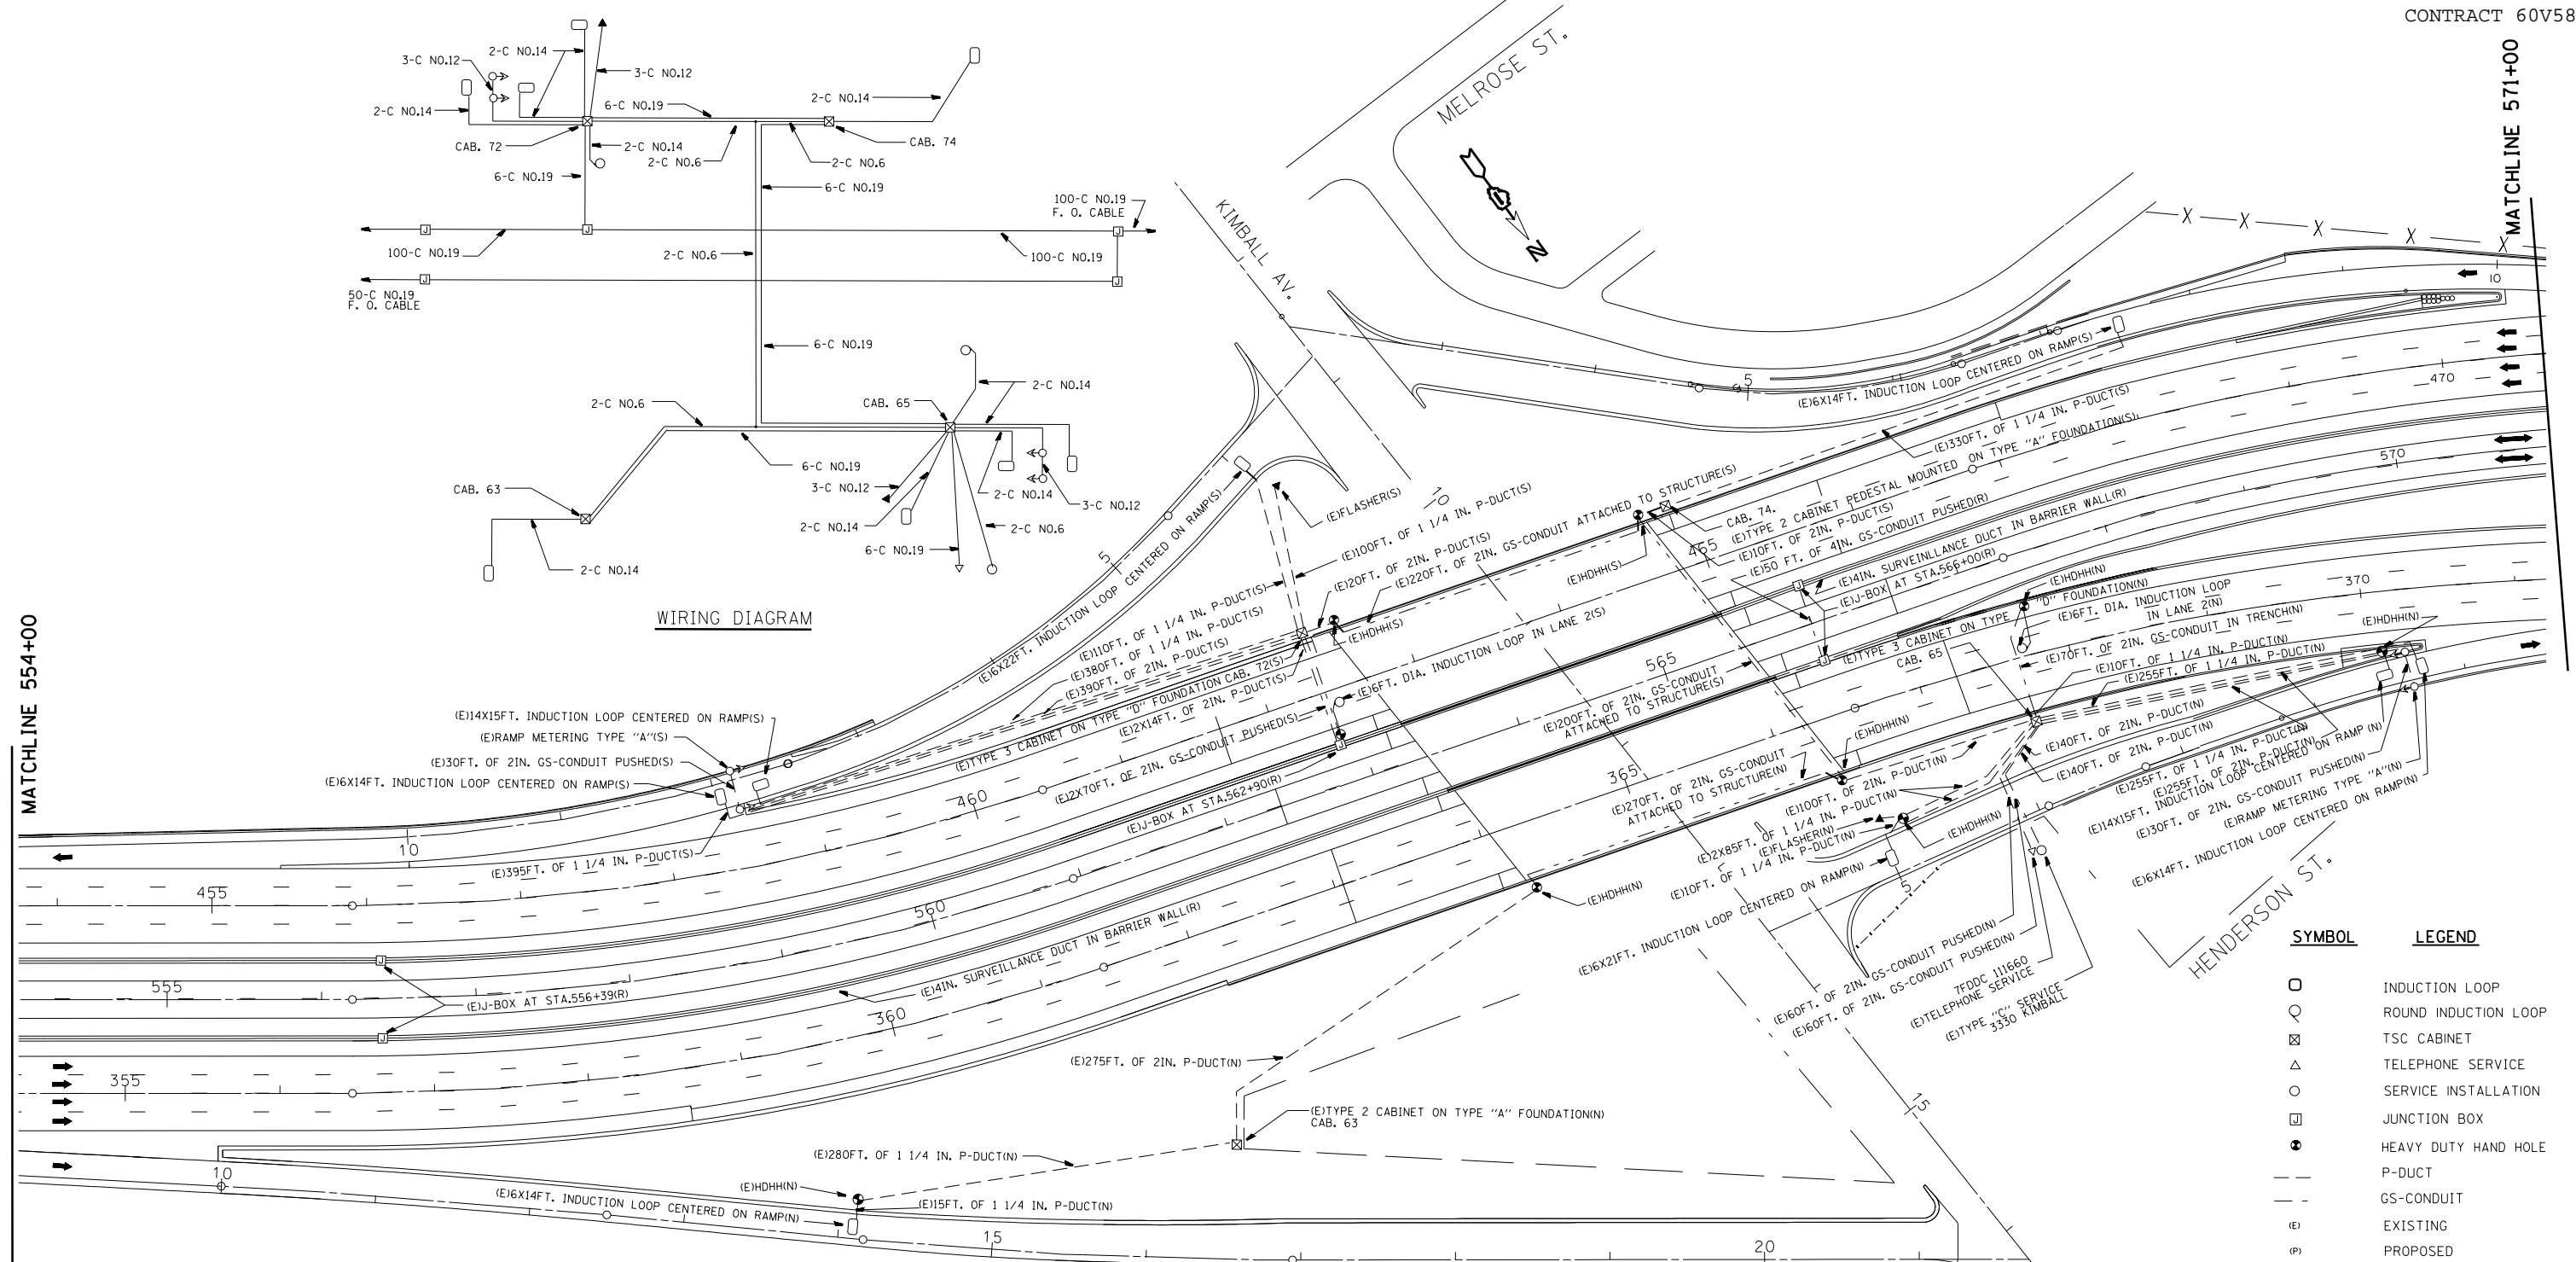 CONTRACT 60V58
MATCHLINE 571+00
MATCHLINE 554+00
2-C NO.14
3-C NO.12
3-C NO.12
2-C NO.14
6-C NO.19
2-C NO.14
CAB. 72
2-C NO.14
2-C NO.6
2-C NO.6
CAB. 74
6-C NO.19
6-C NO.19
100-C NO.19
F. O. CABLE
J
J
J
100-C NO.19
2-C NO.6
100-C NO.19
J
J
50-C NO.19
F. O. CABLE
6-C NO.19
2-C NO.14
2-C NO.6
CAB. 65
6-C NO.19
CAB. 63
3-C NO.12
2-C NO.14
3-C NO.12
2-C NO.14
2-C NO.6
6-C NO.19
2-C NO.14
WIRING DIAGRAM
MELROSE ST.
KIMBALL AV.
N
X X X X X
10
5
(E)6X14FT. INDUCTION LOOP CENTERED ON RAMP(S)
470
(E)330FT. OF 1 1/4 IN. P-DUCT(S)
(E)TYPE 2 CABINET PEDESTAL MOUNTED ON TYPE "A" FOUNDATION(S)
CAB. 74.
570
(E)10FT. OF 2IN. P-DUCT(S)
(E)50 FT. OF 4IN. GS-CONDUIT PUSHED(R)
465
10
(E)FLASHER(S)
(E)100FT. OF 1 1/4 IN. P-DUCT(S)
(E)20FT. OF 2IN. P-DUCT(S)
(E)220FT. OF 2IN. GS-CONDUIT ATTACHED TO STRUCTURE(S)
(E)HDHH(S)
(E)4IN. SURVEINLLANCE DUCT IN BARRIER WALL(R)
(E)J-BOX AT STA.566+00(R)
J
J
5
(E)6X22FT. INDUCTION LOOP CENTERED ON RAMP(S)
(E)110FT. OF 1 1/4 IN. P-DUCT(S)
(E)380FT. OF 1 1/4 IN. P-DUCT(S)
(E)390FT. OF 2IN. P-DUCT(S)
(E)HDHH(S)
(E)6FT. DIA. INDUCTION LOOP IN LANE 2(S)
565
(E)TYPE 3 CABINET ON TYPE "D" FOUNDATION CAB. 72(S)
(E)2X14FT. OF 2IN. P-DUCT(S)
(E)2X70FT. OF 2IN. GS-CONDUIT PUSHED(S)
J
(E)J-BOX AT STA.562+90(R)
(E)14X15FT. INDUCTION LOOP CENTERED ON RAMP(S)
(E)RAMP METERING TYPE "A"(S)
(E)30FT. OF 2IN. GS-CONDUIT PUSHED(S)
(E)6X14FT. INDUCTION LOOP CENTERED ON RAMP(S)
(E)395FT. OF 1 1/4 IN. P-DUCT(S)
10
455
460
(E)200FT. OF 2IN. GS-CONDUIT
ATTACHED TO STRUCTURE(S)
365
(E)270FT. OF 2IN. GS-CONDUIT
ATTACHED TO STRUCTURE(N)
(E)HDHH(N)
(E)TYPE 3 CABINET ON TYPE "D" FOUNDATION(N)
CAB. 65
(E)HDHH(N)
(E)6FT. DIA. INDUCTION LOOP
IN LANE 2(N)
370
(E)HDHH(N)
(E)70FT. OF 2IN. GS-CONDUIT IN TRENCH(N)
(E)10FT. OF 1 1/4 IN. P-DUCT(N)
(E)255FT. OF 1 1/4 IN. P-DUCT(N)
(E)40FT. OF 2IN. P-DUCT(N)
(E)40FT. OF 2IN. P-DUCT(N)
(E)255FT. OF 1 1/4 IN. P-DUCT(N)
(E)255FT. OF 2IN. P-DUCT(N)
(E)14X15FT. INDUCTION LOOP CENTERED ON RAMP (N)
(E)30FT. OF 2IN. GS-CONDUIT PUSHED(N)
(E)RAMP METERING TYPE "A"(N)
(E)6X14FT. INDUCTION LOOP CENTERED ON RAMP(N)
(E)100FT. OF 2IN. P-DUCT(N)
(E)2X85FT. OF 1 1/4 IN. P-DUCT(N)
(E)FLASHER(N)
(E)10FT. OF 1 1/4 IN. P-DUCT(N)
(E)HDHH(N)
(E)6X21FT. INDUCTION LOOP CENTERED ON RAMP(N)
5
(E)HDHH(N)
(E)60FT. OF 2IN. GS-CONDUIT PUSHED(N)
(E)60FT. OF 2IN. GS-CONDUIT PUSHED(N)
7FDDC 111660
(E)TELEPHONE SERVICE
(E)TYPE "C" SERVICE
3330 KIMBALL
HENDERSON ST.
J
555
(E)J-BOX AT STA.556+39(R)
J
560
(E)4IN. SURVEILLANCE DUCT IN BARRIER WALL(R)
360
355
(E)275FT. OF 2IN. P-DUCT(N)
(E)TYPE 2 CABINET ON TYPE "A" FOUNDATION(N)
CAB. 63
(E)280FT. OF 1 1/4 IN. P-DUCT(N)
10
(E)HDHH(N)
(E)15FT. OF 1 1/4 IN. P-DUCT(N)
(E)6X14FT. INDUCTION LOOP CENTERED ON RAMP(N)
15
15
20
SYMBOL LEGEND
INDUCTION LOOP
ROUND INDUCTION LOOP
TSC CABINET
TELEPHONE SERVICE
SERVICE INSTALLATION
J JUNCTION BOX
HEAVY DUTY HAND HOLE
P-DUCT
GS-CONDUIT
(E) EXISTING
(P) PROPOSED